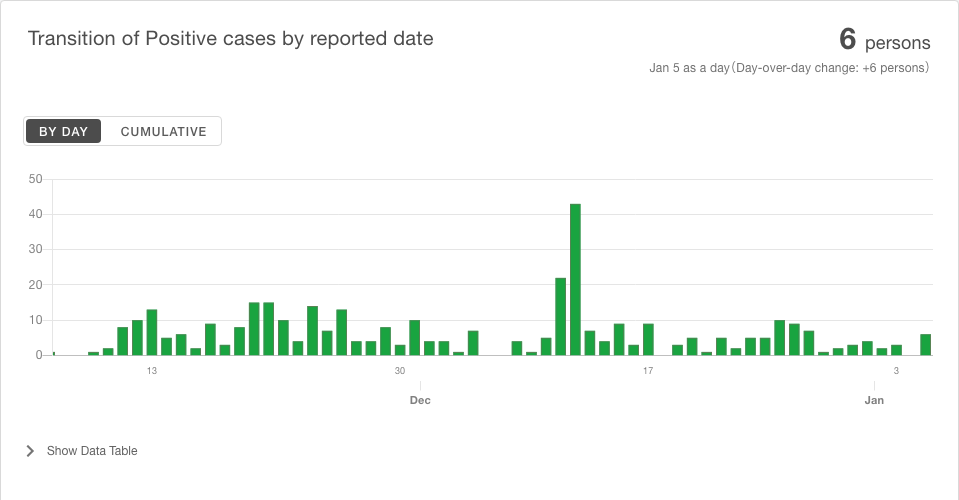 Transition of Positive cases by reported date
6 persons
Jan 5 as a day(Day-over-day change: +6 persons)
BY DAY
CUMULATIVE
50
40
30
20
10
0
13
30
17
3
Dec
Jan
Show Data Table